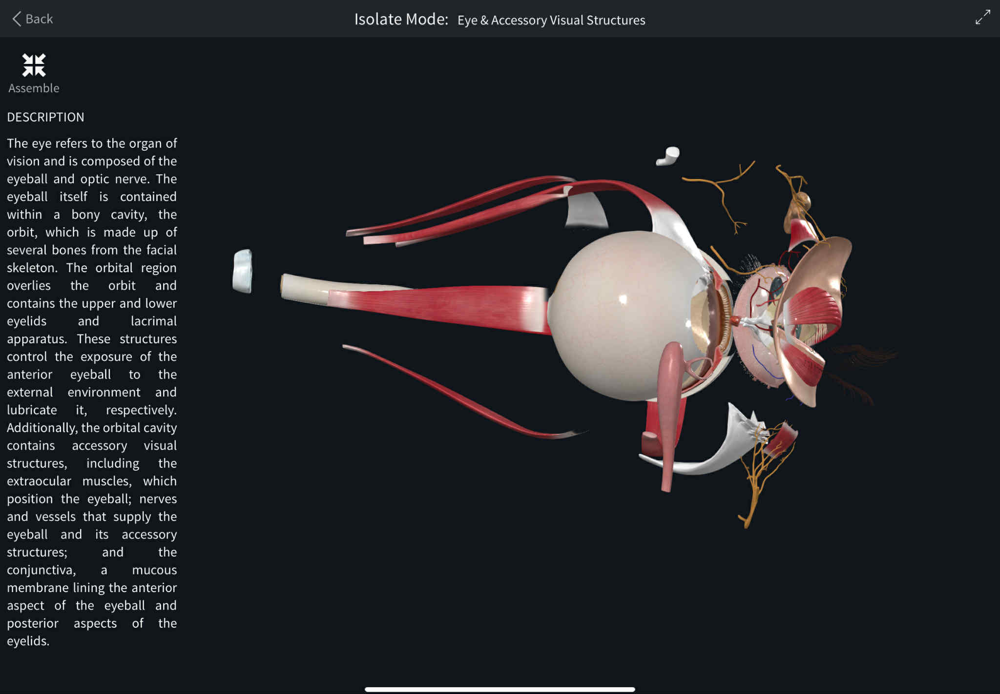 Back
Isolate Mode: Eye & Accessory Visual Structures
Assemble
DESCRIPTION
The eye refers to the organ of
vision and is composed of the
eyeball and optic nerve. The
eyeball itself is contained
within a bony cavity, the
orbit, which is made up of
several bones from the facial
skeleton. The orbital region
overlies the orbit and
contains the upper and lower
eyelids and lacrimal
apparatus. These structures
control the exposure of the
anterior eyeball to the
external environment and
lubricate it, respectively.
Additionally, the orbital cavity
contains accessory visual
structures, including the
extraocular muscles, which
position the eyeball; nerves
and vessels that supply the
eyeball and its accessory
structures; and the
conjunctiva, a mucous
membrane lining the anterior
aspect of the eyeball and
posterior aspects of the
eyelids.